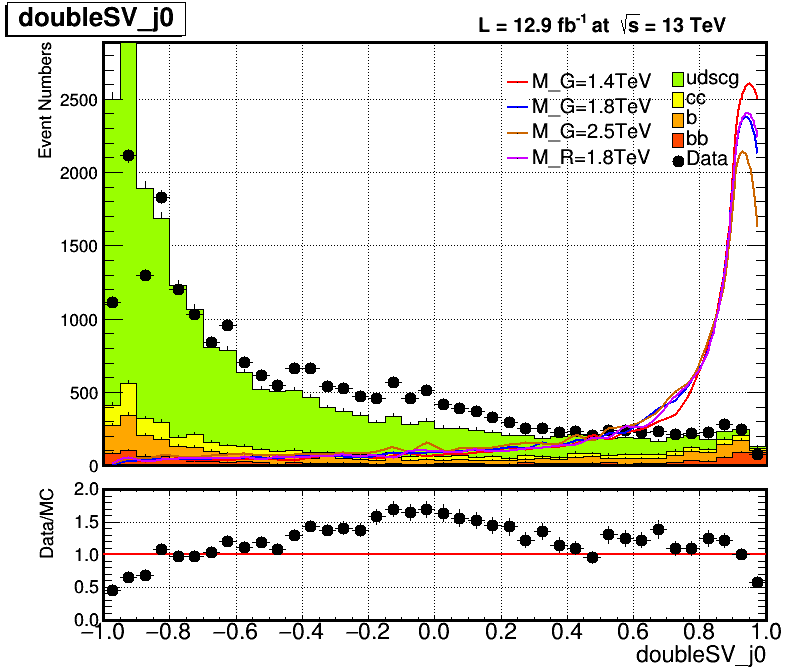 doubleSV_j0
L = 12.9 fb⁻¹ at √s = 13 TeV
Event Numbers
2500
2000
1500
1000
500
0
M_G=1.4TeV
M_G=1.8TeV
M_G=2.5TeV
M_R=1.8TeV
udscg
cc
b
bb
Data
Data/MC
2.0
1.5
1.0
0.5
0.0
−1.0 −0.8 −0.6 −0.4 −0.2 0.0 0.2 0.4 0.6 0.8 1.0
doubleSV_j0